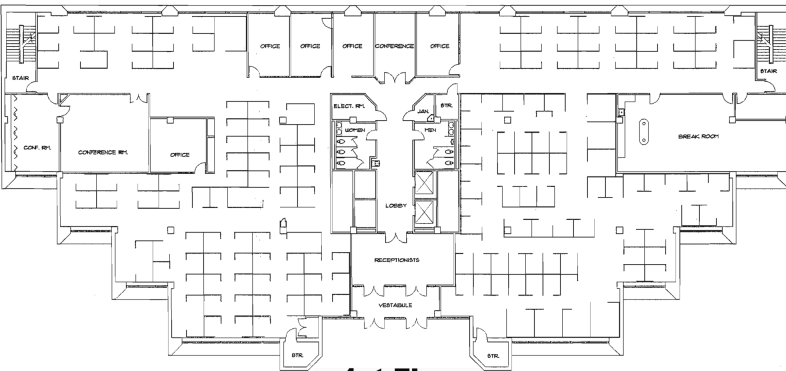 OFFICE
OFFICE
OFFICE
CONFERENCE
OFFICE
STAIR
STAIR
ELECT. RM.
JAN.
STR.
WOMEN
MEN
CONF. RM.
CONFERENCE RM.
OFFICE
BREAK ROOM
LOBBY
RECEPTIONISTS
VESTABULE
STR.
STR.